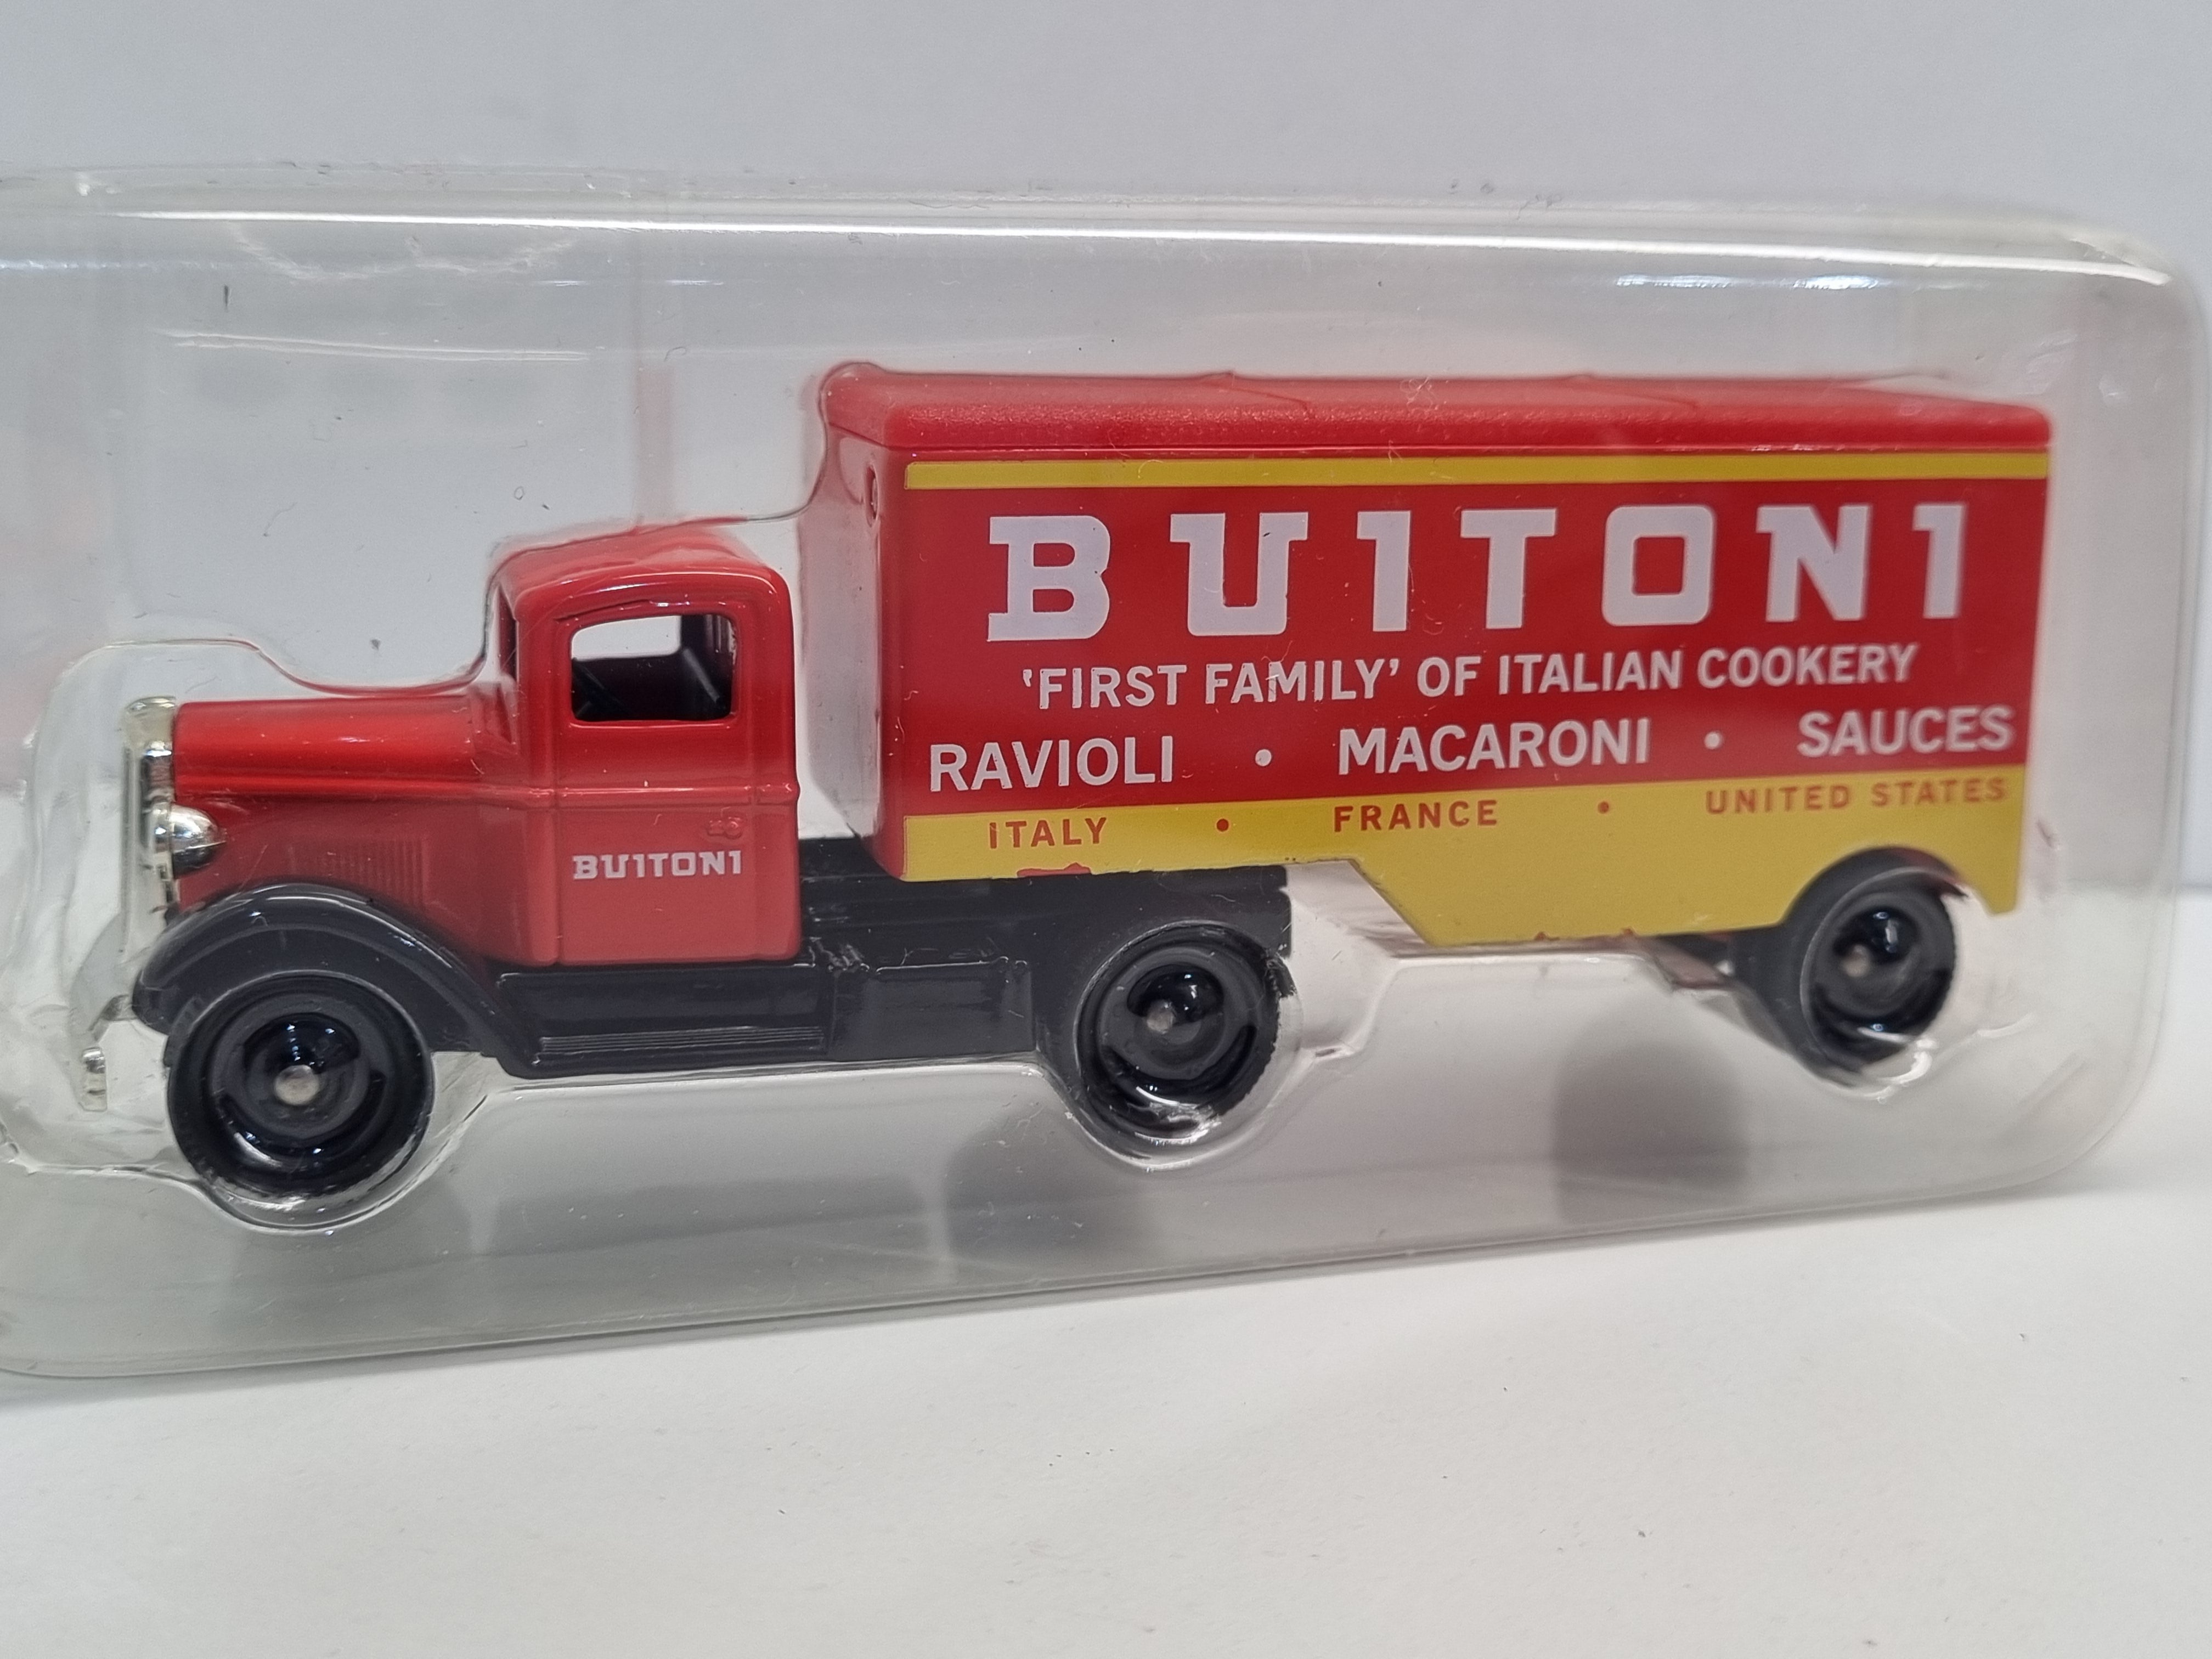 BUITONI
'FIRST FAMILY' OF ITALIAN COOKERY
RAVIOLI • MACARONI • SAUCES
ITALY • FRANCE • UNITED STATES
BUITONI